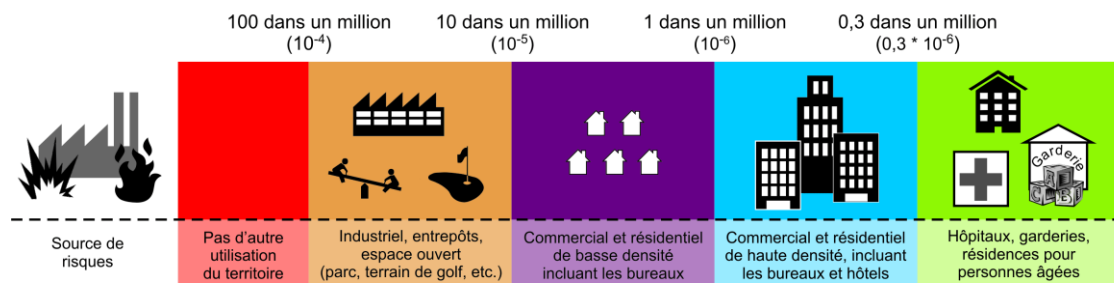 100 dans un million
(10⁻⁴)
10 dans un million
(10⁻⁵)
1 dans un million
(10⁻⁶)
0,3 dans un million
(0,3 * 10⁻⁶)
Garderie
A
C B U
Source de
risques
Pas d'autre
utilisation
du territoire
Industriel, entrepôts,
espace ouvert
(parc, terrain de golf, etc.)
Commercial et résidentiel
de basse densité
incluant les bureaux
Commercial et résidentiel
de haute densité, incluant
les bureaux et hôtels
Hôpitaux, garderies,
résidences pour
personnes âgées